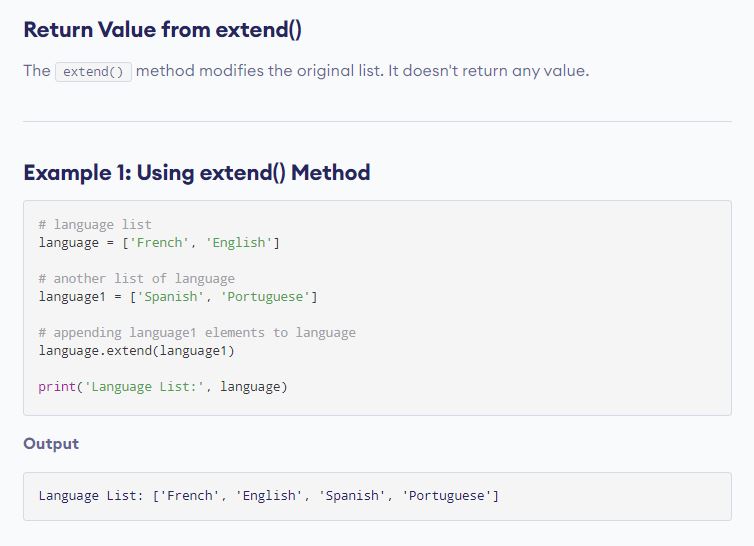 Return Value from extend()
The extend() method modifies the original list. It doesn't return any value.
Example 1: Using extend() Method
# language list
language = ['French', 'English']
# another list of language
language1 = ['Spanish', 'Portuguese']
# appending language1 elements to language
language.extend(language1)
print('Language List:', language)
Output
Language List: ['French', 'English', 'Spanish', 'Portuguese']